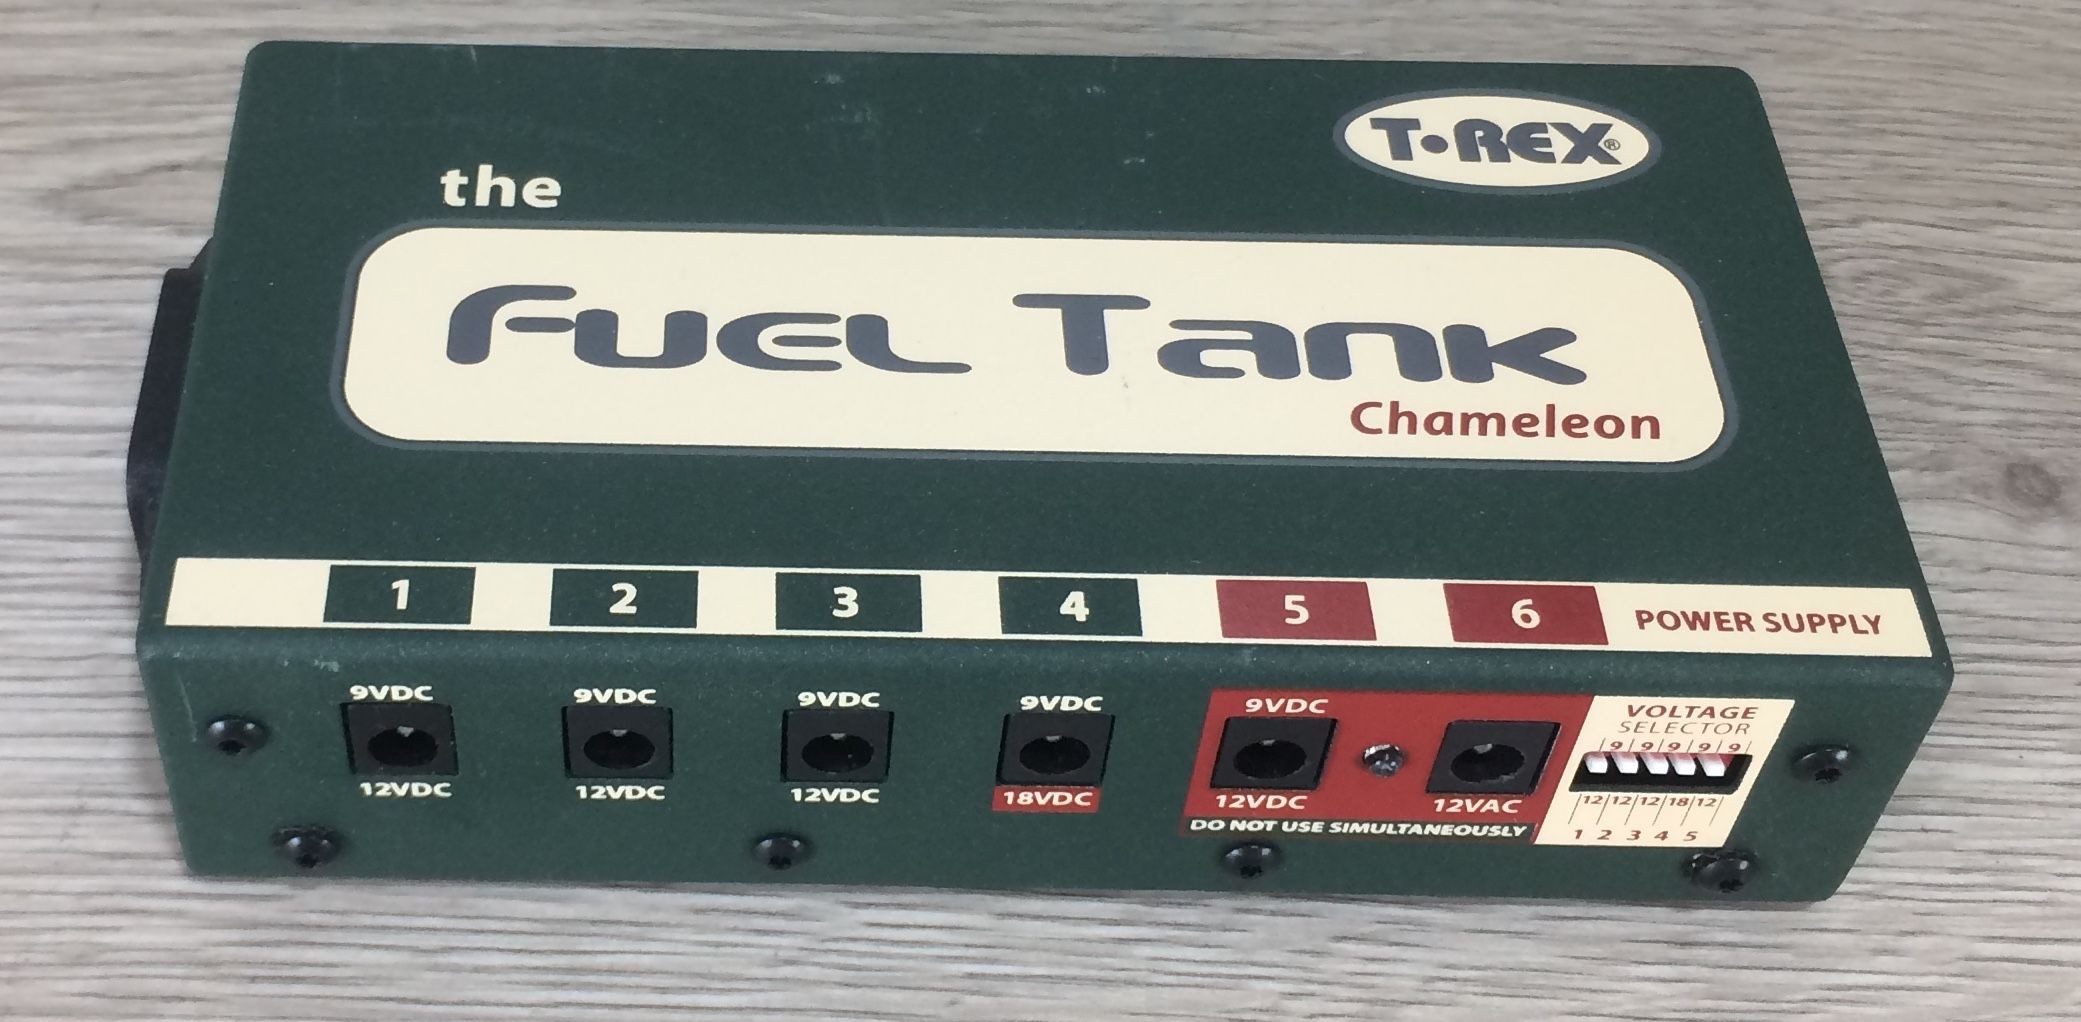 T•REX®
the
FUEL TANK
Chameleon
1 2 3 4 5 6 POWER SUPPLY
9VDC 9VDC 9VDC 9VDC 9VDC
12VDC 12VDC 12VDC 18VDC 12VDC 12VAC
DO NOT USE SIMULTANEOUSLY
VOLTAGE
SELECTOR
9 9 9 9 9
12 12 12 18 12
1 2 3 4 5